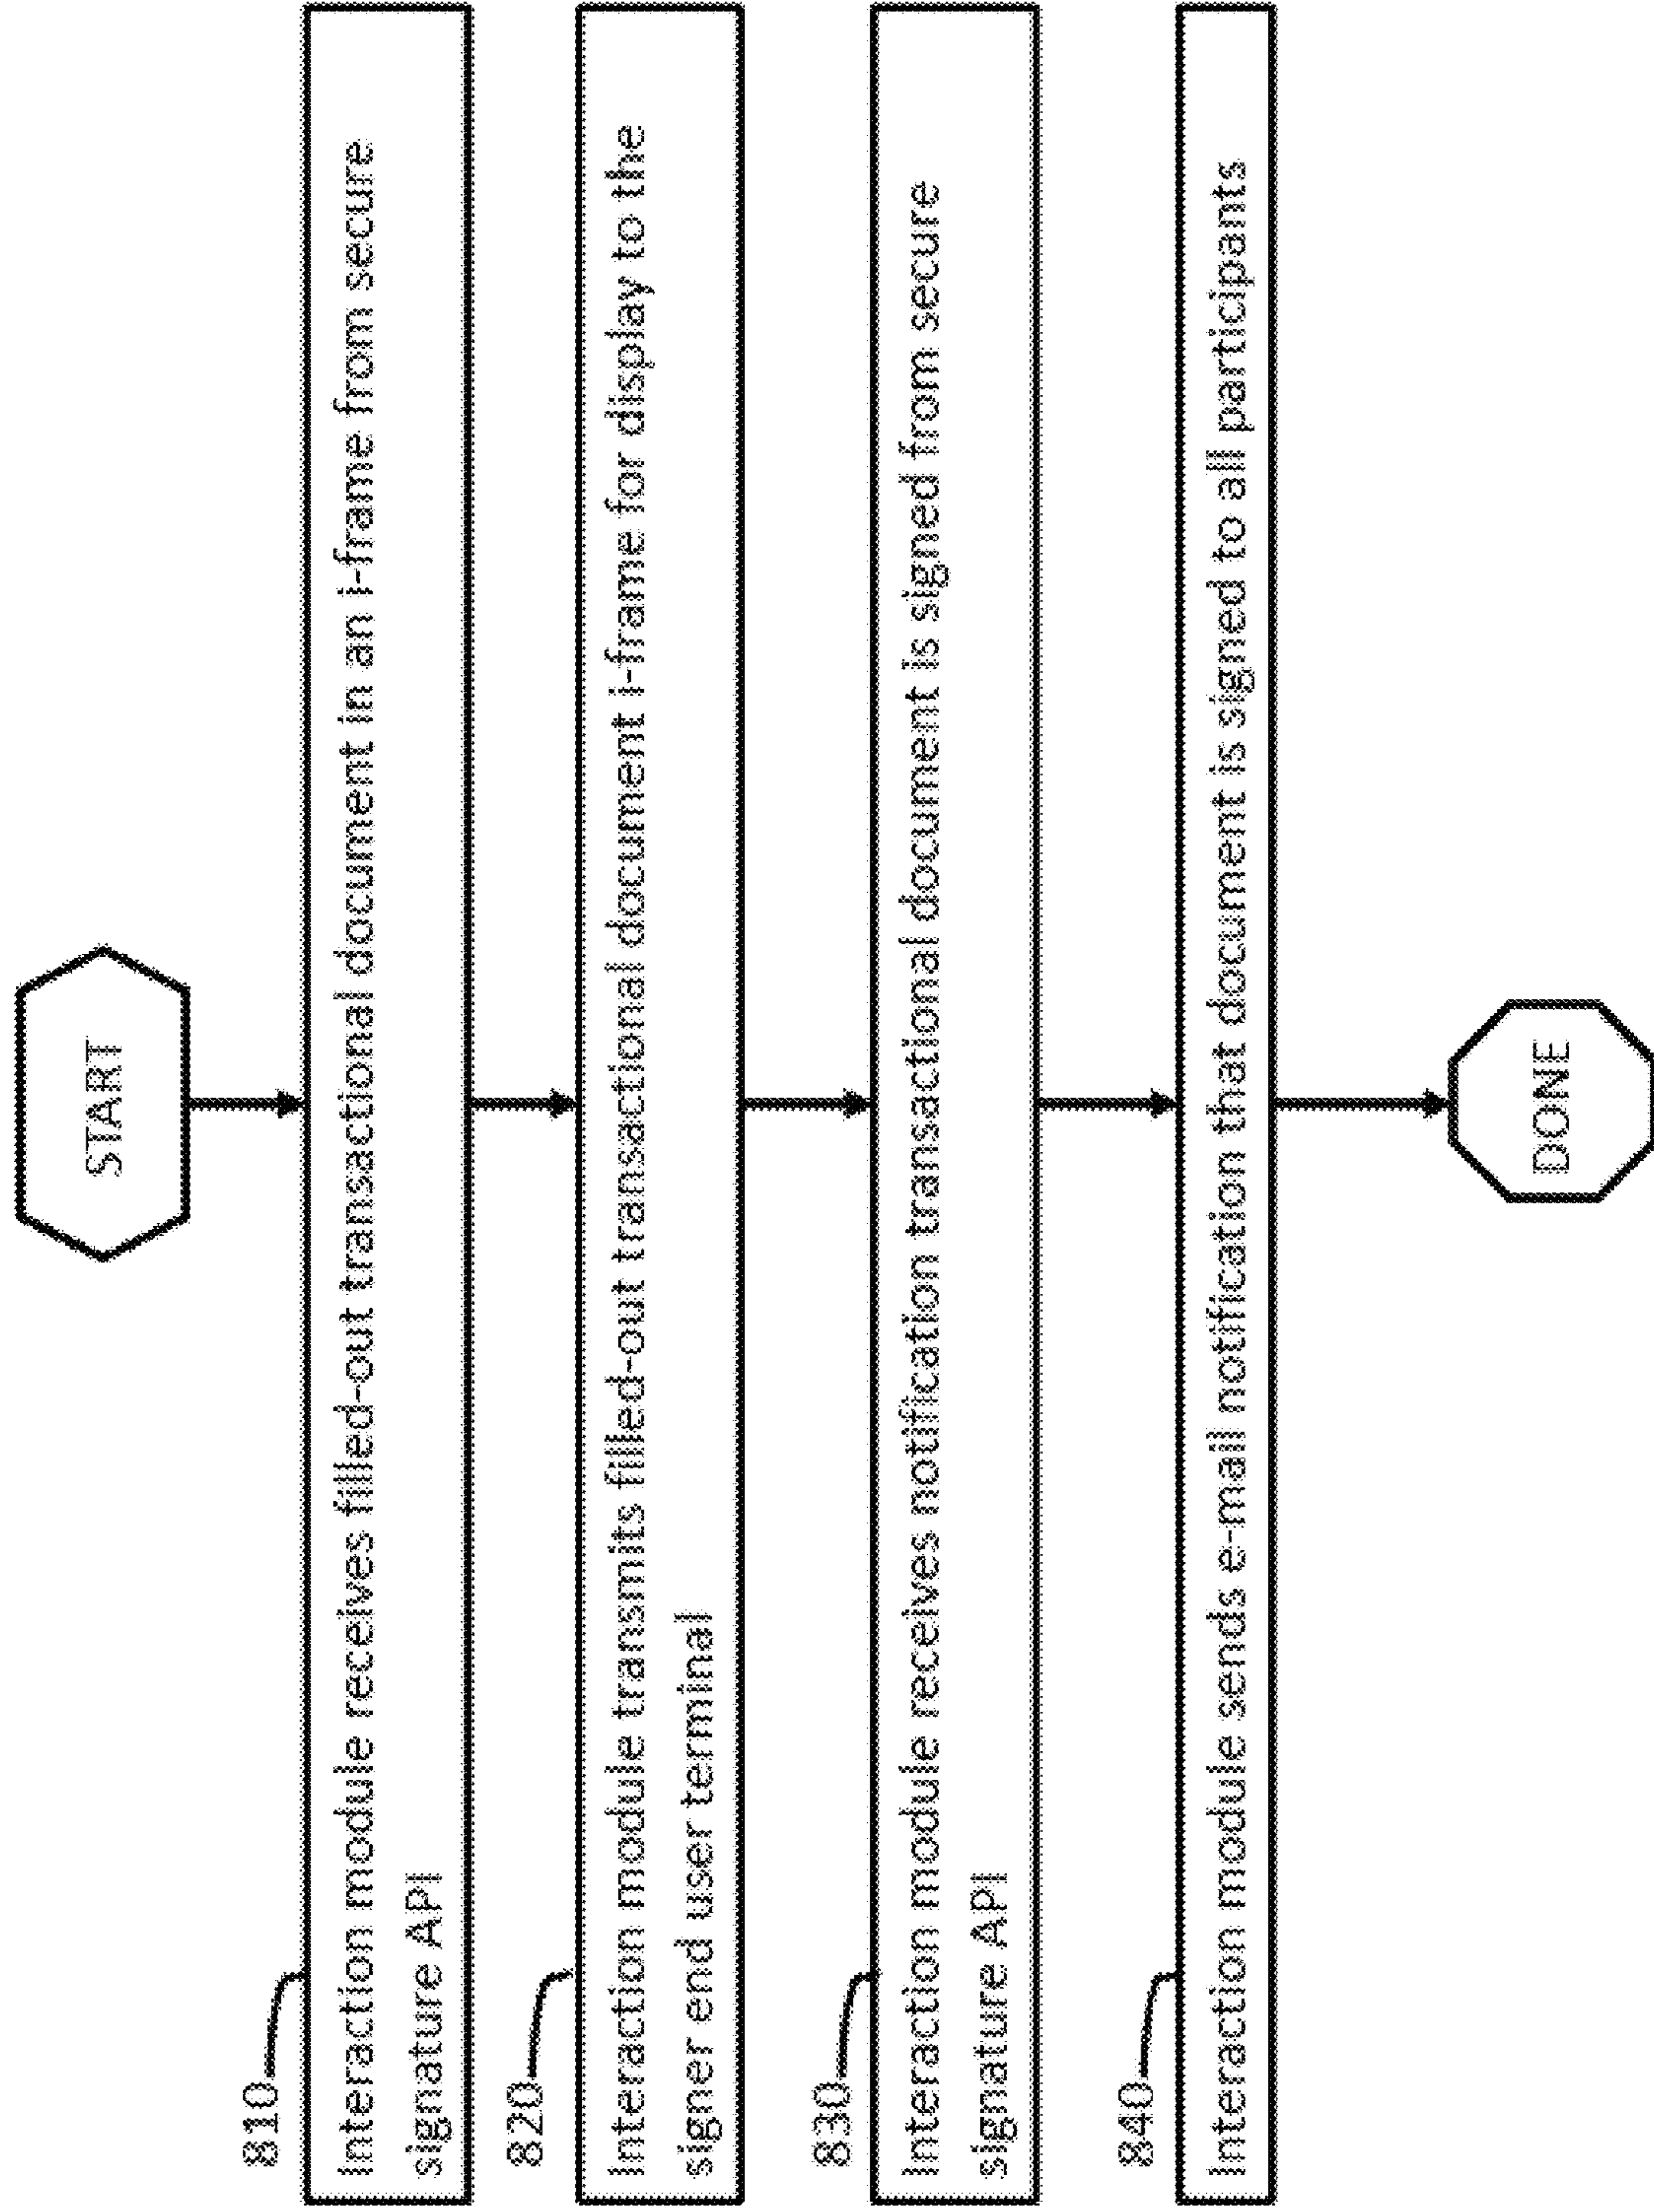 START
810
Interaction module receives filled-out transactional document in an i-frame from secure
signature API
820
Interaction module transmits filled-out transactional document i-frame for display to the
signer end user terminal
830
Interaction module receives notification transactional document is signed from secure
signature API
840
Interaction module sends e-mail notification that document is signed to all participants
DONE